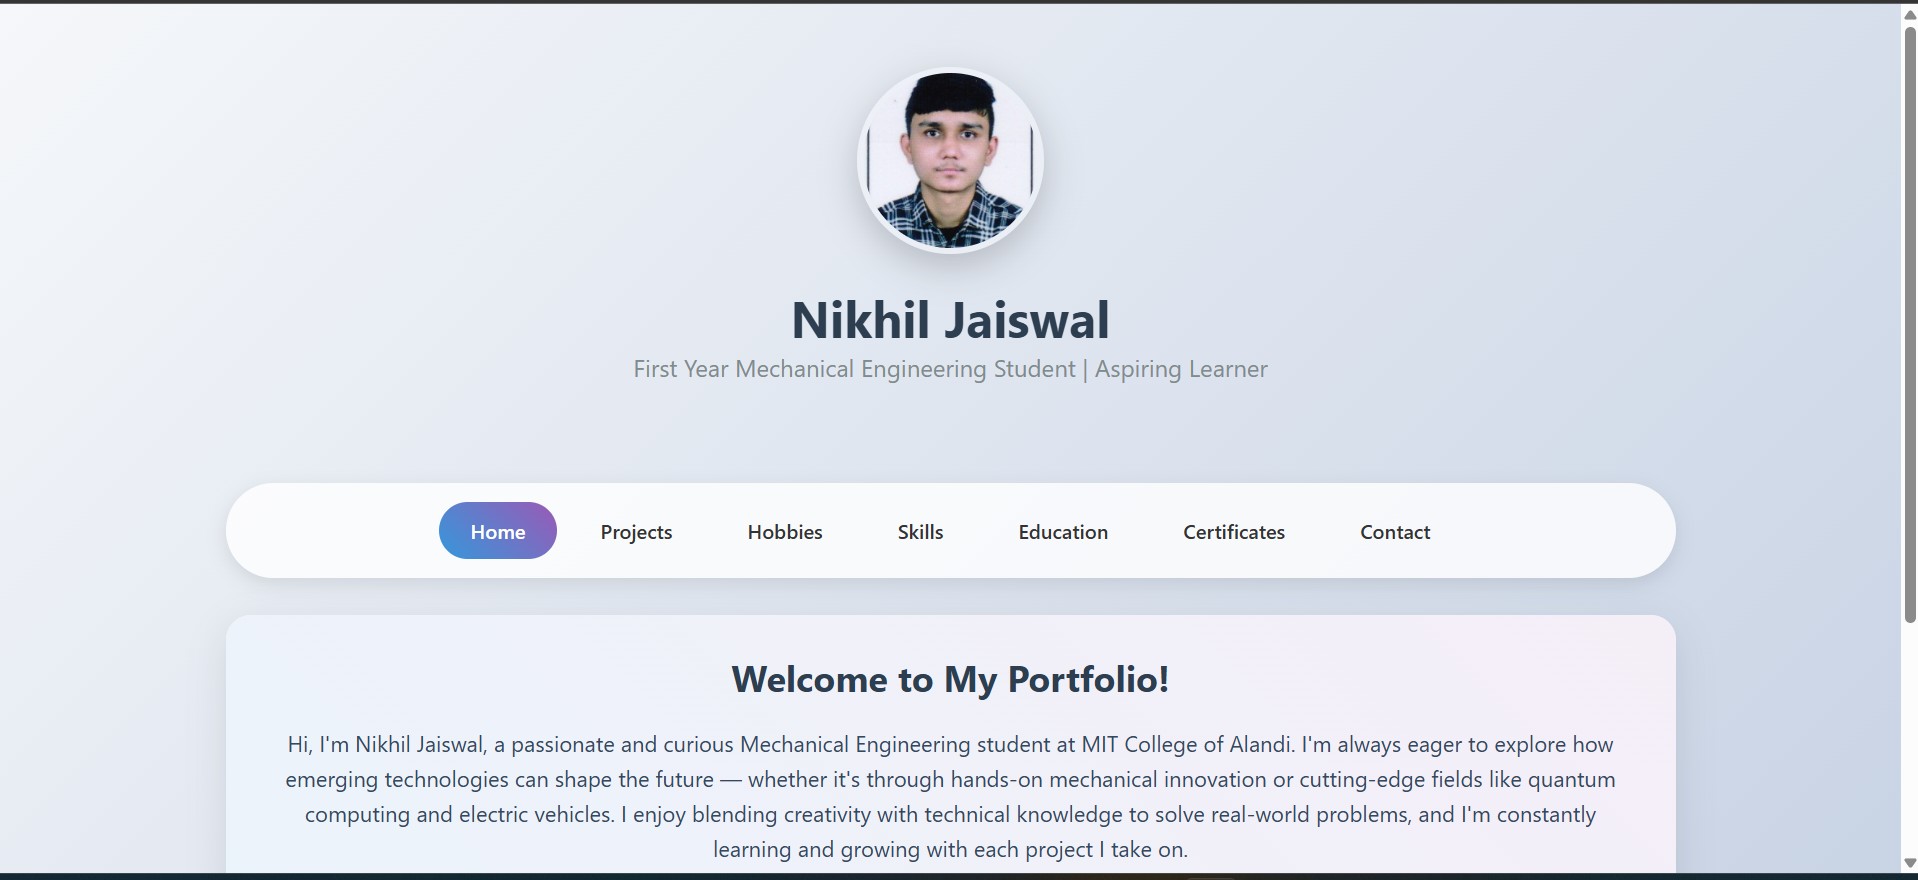 Nikhil Jaiswal
First Year Mechanical Engineering Student | Aspiring Learner
Home Projects Hobbies Skills Education Certificates Contact
Welcome to My Portfolio!
Hi, I'm Nikhil Jaiswal, a passionate and curious Mechanical Engineering student at MIT College of Alandi. I'm always eager to explore how
emerging technologies can shape the future — whether it's through hands-on mechanical innovation or cutting-edge fields like quantum
computing and electric vehicles. I enjoy blending creativity with technical knowledge to solve real-world problems, and I'm constantly
learning and growing with each project I take on.